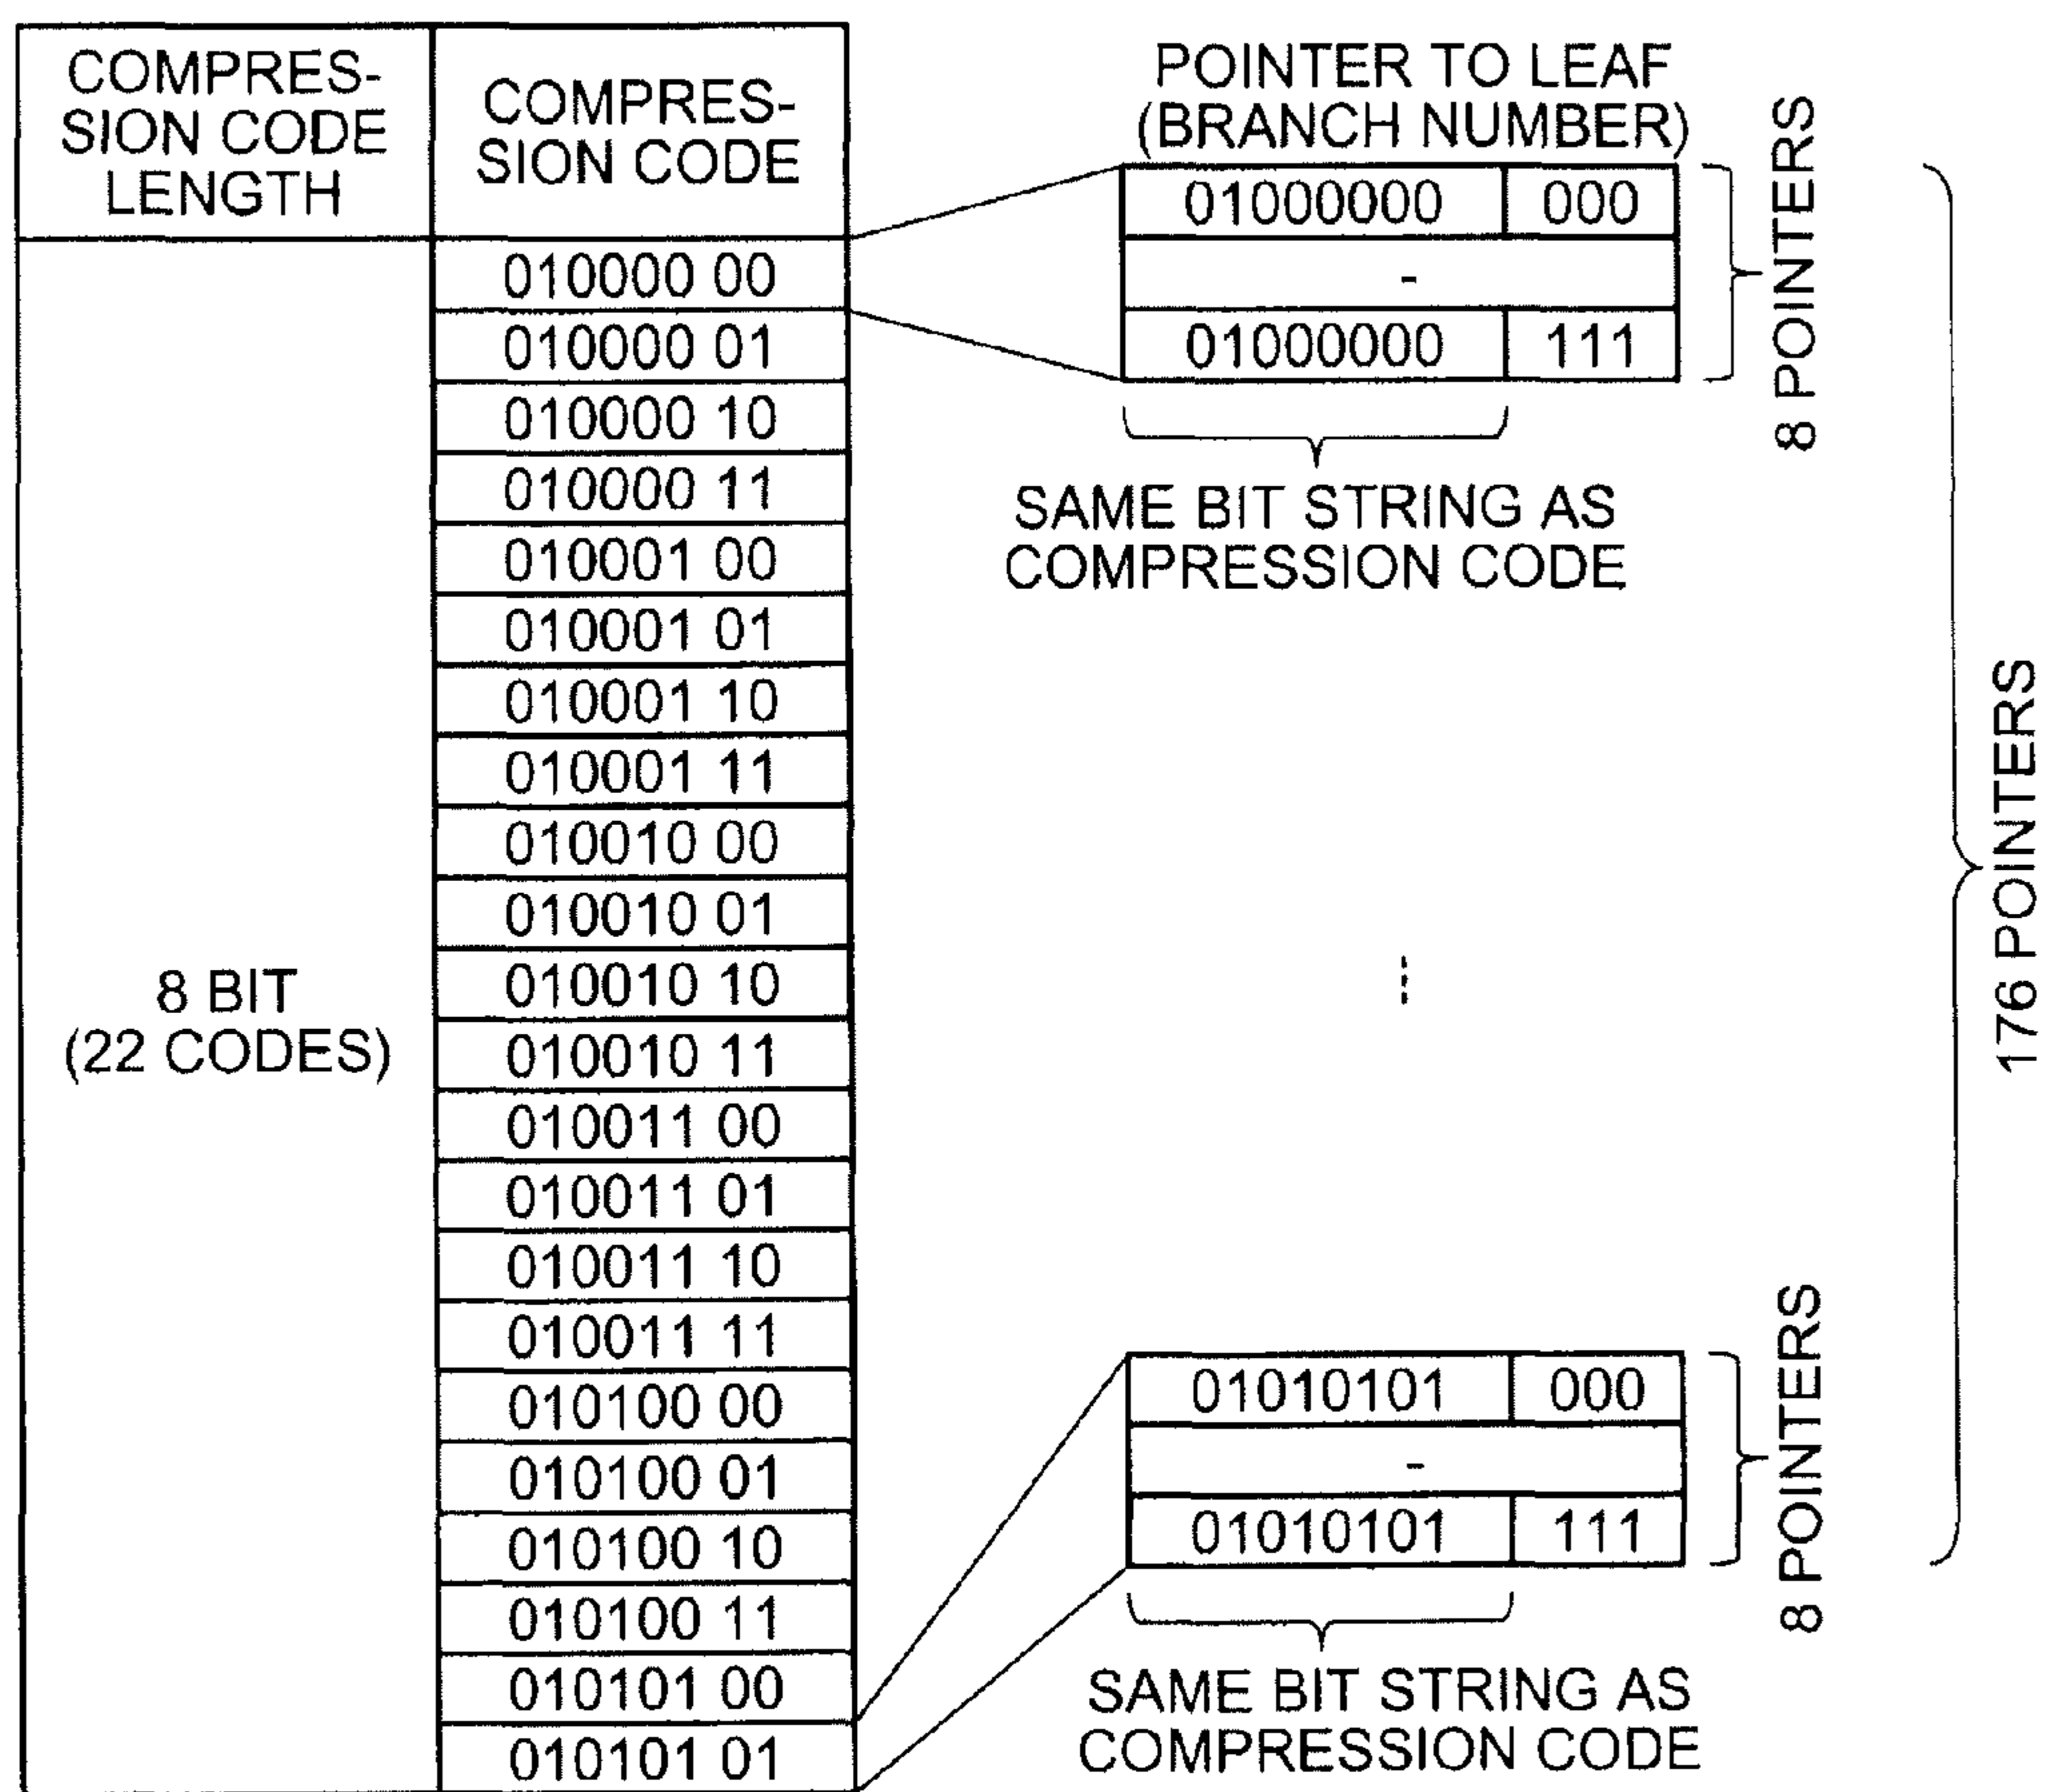 COMPRES-
SION CODE
LENGTH
COMPRES-
SION CODE
8 BIT
(22 CODES)
010000 00
010000 01
010000 10
010000 11
010001 00
010001 01
010001 10
010001 11
010010 00
010010 01
010010 10
010010 11
010011 00
010011 01
010011 10
010011 11
010100 00
010100 01
010100 10
010100 11
010101 00
010101 01
POINTER TO LEAF
(BRANCH NUMBER)
01000000 000
-
01000000 111
SAME BIT STRING AS
COMPRESSION CODE
8 POINTERS
01010101 000
-
01010101 111
SAME BIT STRING AS
COMPRESSION CODE
8 POINTERS
176 POINTERS